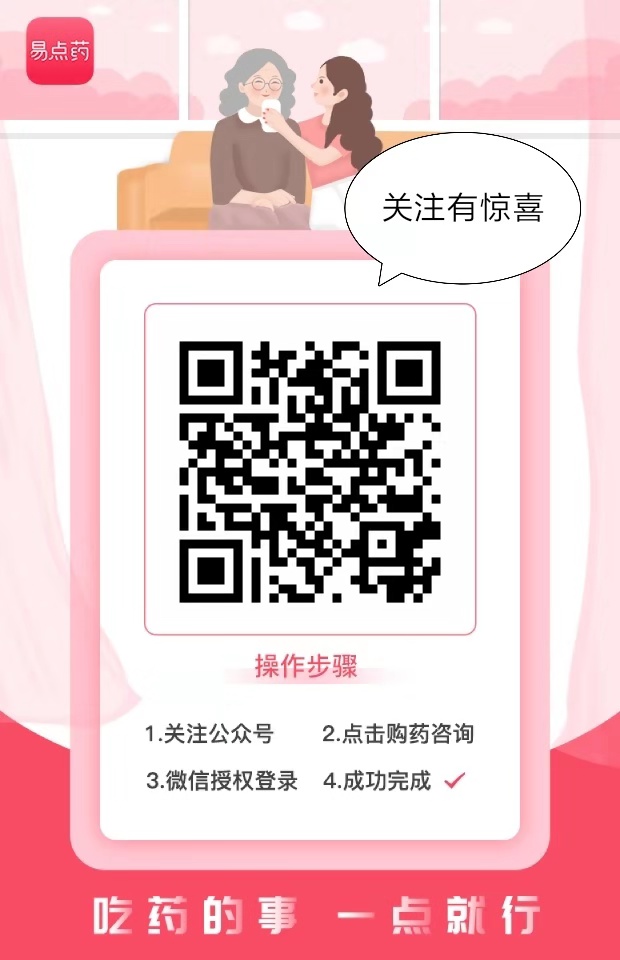 易点药
关注有惊喜
操作步骤
1.关注公众号 2.点击购药咨询
3.微信授权登录 4.成功完成
吃药的事 一点就行